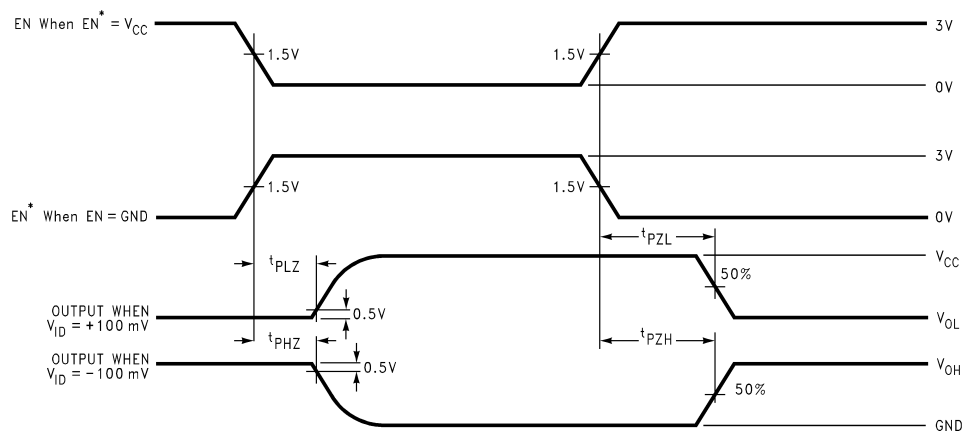 EN When EN* = VCC
3V
1.5V
1.5V
0V
3V
1.5V
1.5V
EN* When EN = GND
0V
tPZL
tPLZ
VCC
50%
OUTPUT WHEN
VID = +100 mV
0.5V
VOL
tPHZ
tPZH
OUTPUT WHEN
VID = −100 mV
0.5V
VOH
50%
GND